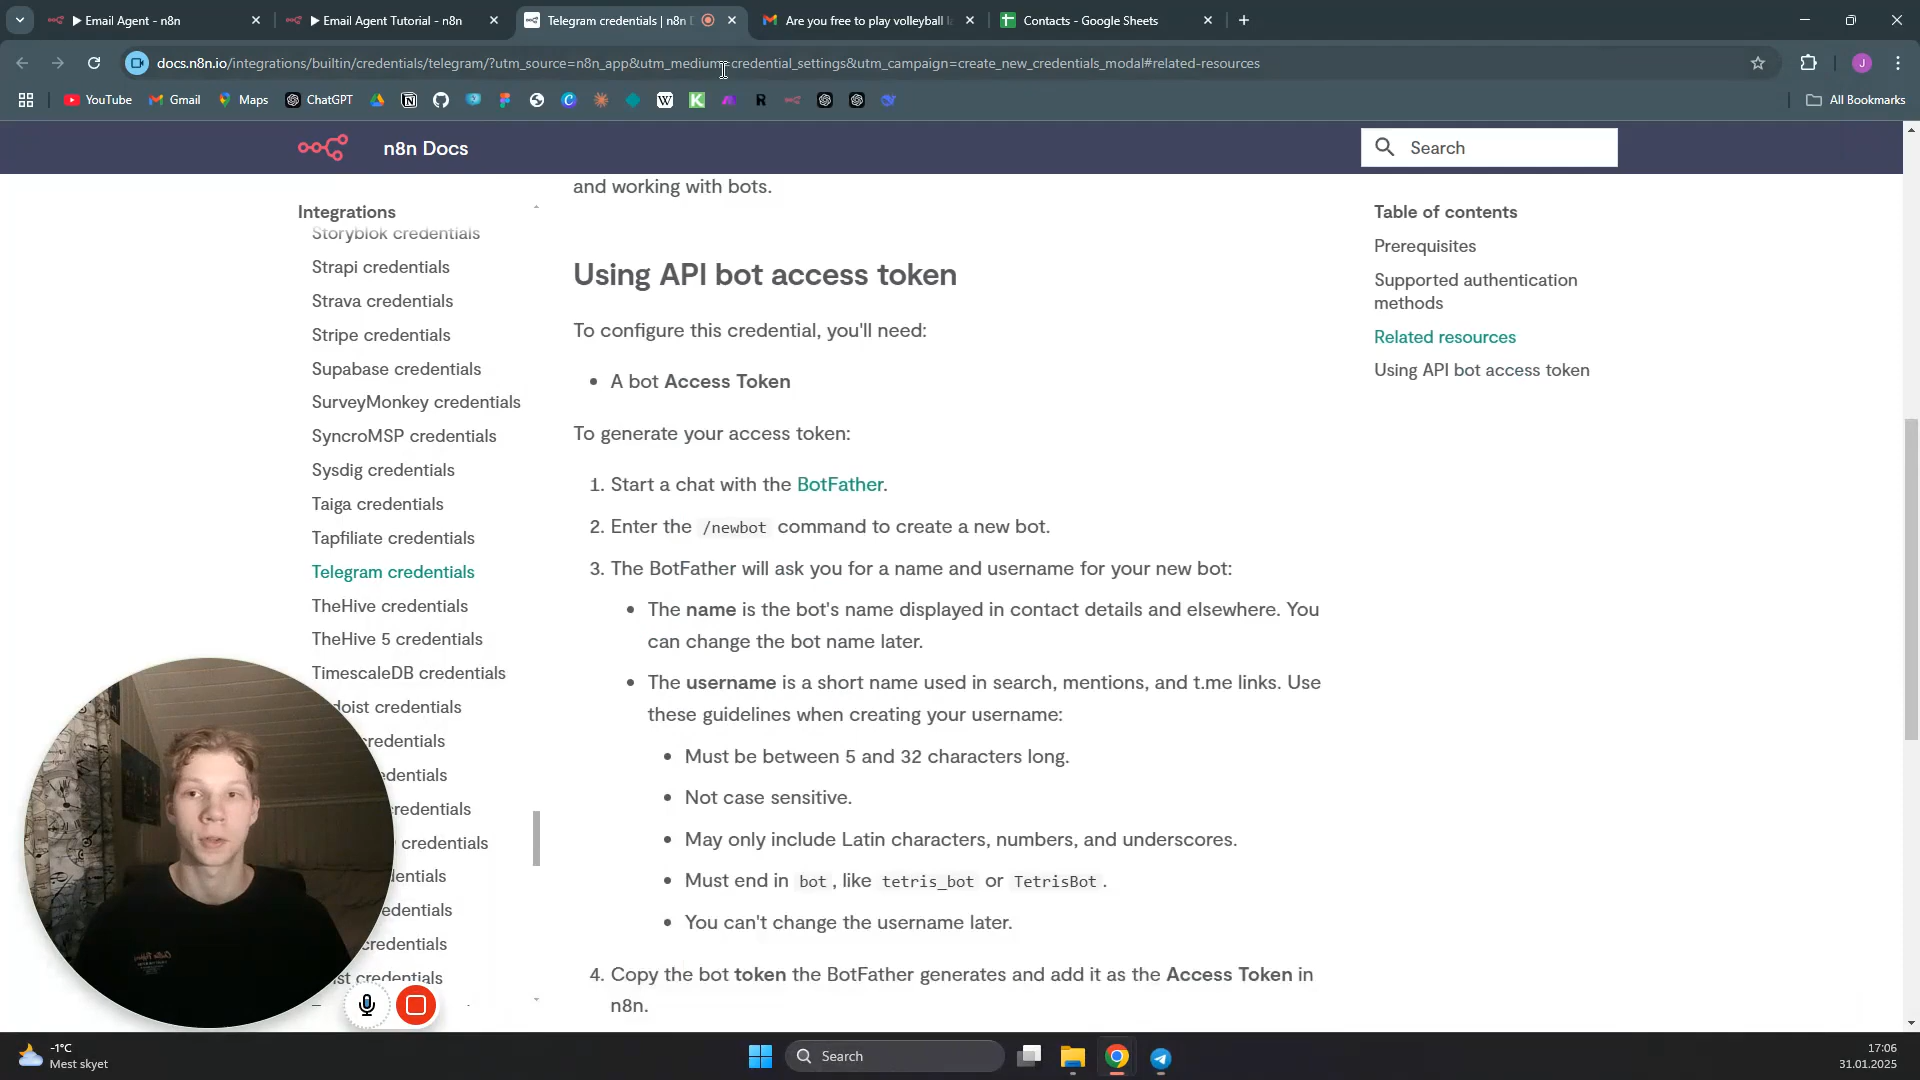 Email Agent - n8n
Email Agent Tutorial - n8n
Telegram credentials | n8n D
Are you free to play volleyball l
Contacts - Google Sheets
docs.n8n.io/integrations/builtin/credentials/telegram/?utm_source=n8n_app&utm_medium=credential_settings&utm_campaign=create_new_credentials_modal#related-resources
J
YouTube
Gmail
Maps
ChatGPT
All Bookmarks
n8n Docs
Search
Integrations
Storyblok credentials
Strapi credentials
Strava credentials
Stripe credentials
Supabase credentials
SurveyMonkey credentials
SyncroMSP credentials
Sysdig credentials
Taiga credentials
Tapfiliate credentials
Telegram credentials
TheHive credentials
TheHive 5 credentials
TimescaleDB credentials
doist credentials
credentials
edentials
credentials
credentials
dentials
edentials
credentials
ist credentials
and working with bots.
Using API bot access token
To configure this credential, you'll need:
• A bot Access Token
To generate your access token:
1. Start a chat with the BotFather.
2. Enter the /newbot command to create a new bot.
3. The BotFather will ask you for a name and username for your new bot:
• The name is the bot's name displayed in contact details and elsewhere. You
can change the bot name later.
• The username is a short name used in search, mentions, and t.me links. Use
these guidelines when creating your username:
• Must be between 5 and 32 characters long.
• Not case sensitive.
• May only include Latin characters, numbers, and underscores.
• Must end in bot, like tetris_bot or TetrisBot.
• You can't change the username later.
4. Copy the bot token the BotFather generates and add it as the Access Token in
n8n.
Table of contents
Prerequisites
Supported authentication
methods
Related resources
Using API bot access token
-1°C
Mest skyet
Search
17:06
31.01.2025